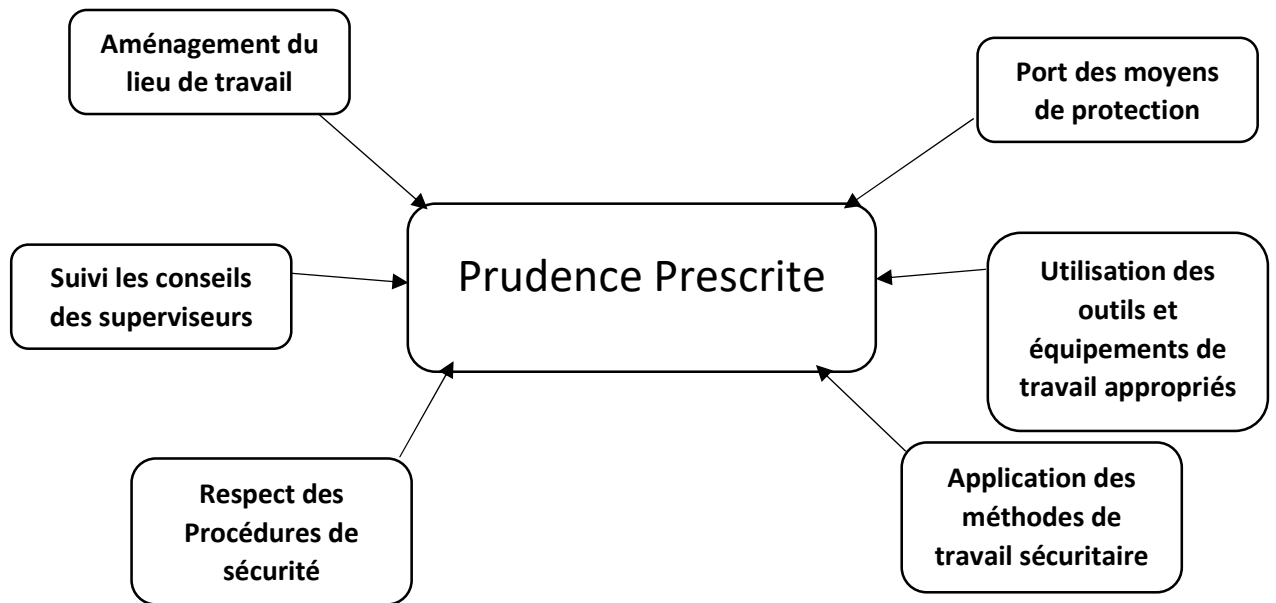 Aménagement du
lieu de travail
Port des moyens
de protection
Suivi les conseils
des superviseurs
Prudence Prescrite
Utilisation des
outils et
équipements de
travail appropriés
Respect des
Procédures de
sécurité
Application des
méthodes de
travail sécuritaire